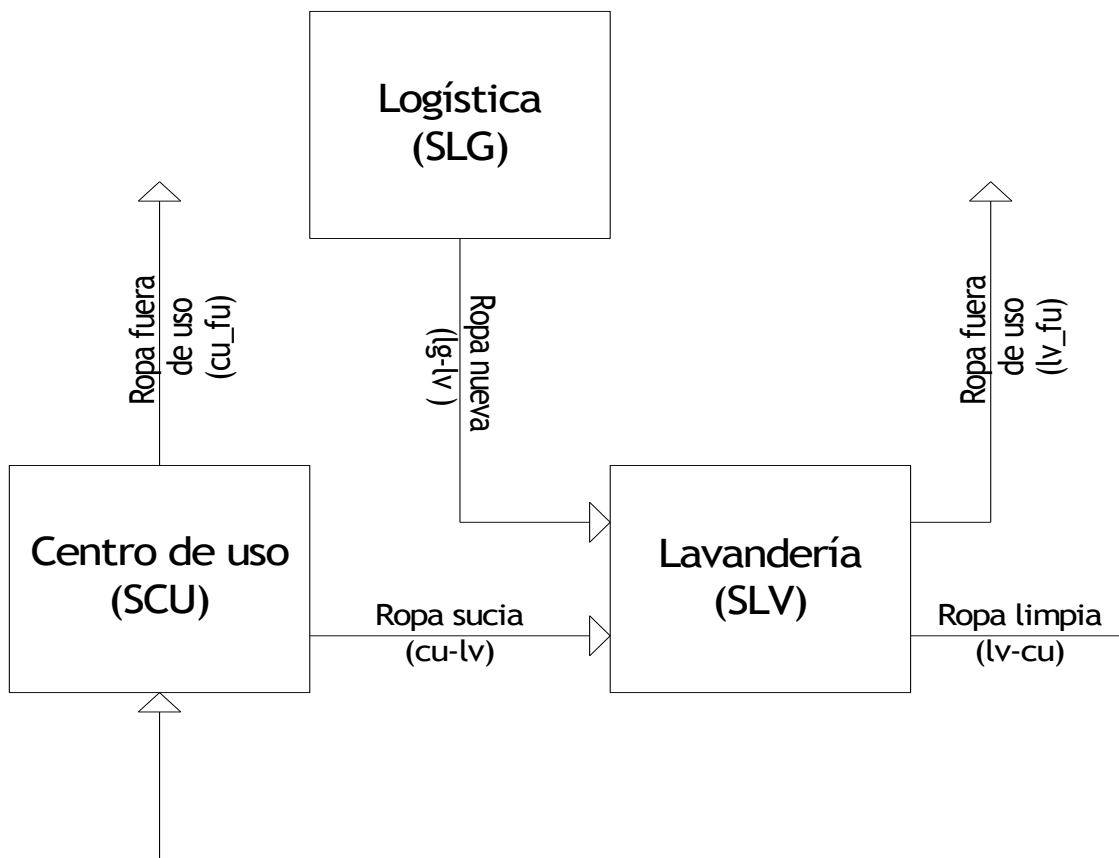 Logística
(SLG)
Ropa fuera
de uso
(cu_fu)
Ropa nueva
(lg-lv )
Ropa fuera
de uso
(lv_fu)
Centro de uso
(SCU)
Ropa sucia
(cu-lv)
Lavandería
(SLV)
Ropa limpia
(lv-cu)